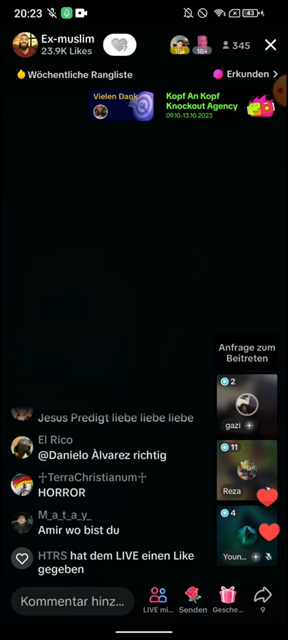 20:23
43
Ex-muslim
23.9K Likes
10+
10+
345
Wöchentliche Rangliste
Erkunden
Vielen Dank
Kopf An Kopf
Knockout Agency
09.10.-13.10.2023
Anfrage zum
Beitreten
2
gazi
11
Reza
4
Youn...
Jesus Predigt liebe liebe liebe
El Rico
@Danielo Àlvarez richtig
♱TerraChristianum♱
HORROR
M_a_t_a_y_
Amir wo bist du
HTRS hat dem LIVE einen Like
gegeben
Kommentar hinz...
LIVE mi...
Senden
Gesche...
9